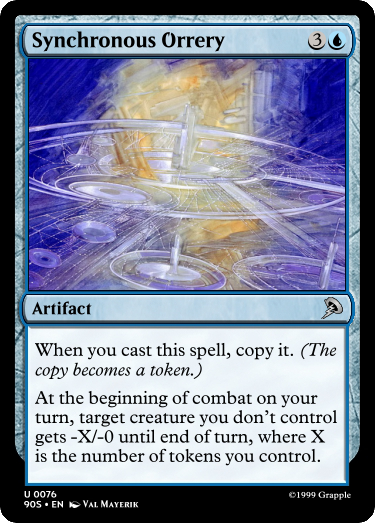 Synchronous Orrery 3
Artifact
When you cast this spell, copy it. (The
copy becomes a token.)
At the beginning of combat on your
turn, target creature you don't control
gets -X/-0 until end of turn, where X
is the number of tokens you control.
U 0076
90S • EN Val Mayerik
©1999 Grapple